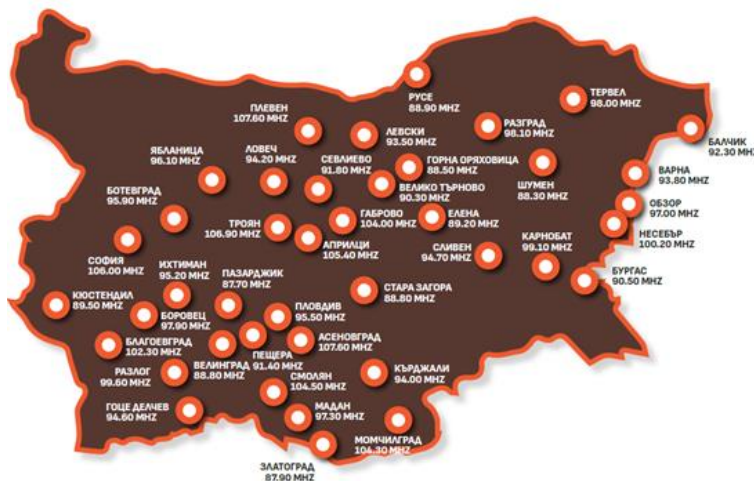 РУСЕ
88.90 MHZ
ТЕРВЕЛ
98.00 MHZ
ПЛЕВЕН
107.60 MHZ
ЛЕВСКИ
93.50 MHZ
РАЗГРАД
98.10 MHZ
БАЛЧИК
92.30 MHZ
ЯБЛАНИЦА
96.10 MHZ
ЛОВЕЧ
94.20 MHZ
СЕВЛИЕВО
91.80 MHZ
ГОРНА ОРЯХОВИЦА
88.50 MHZ
ШУМЕН
88.30 MHZ
ВАРНА
93.80 MHZ
БОТЕВГРАД
95.90 MHZ
ВЕЛИКО ТЪРНОВО
90.30 MHZ
ОБЗОР
97.00 MHZ
ТРОЯН
106.90 MHZ
ГАБРОВО
104.00 MHZ
ЕЛЕНА
89.20 MHZ
НЕСЕБЪР
100.20 MHZ
АПРИЛЦИ
105.40 MHZ
СЛИВЕН
94.70 MHZ
КАРНОБАТ
99.10 MHZ
СОФИЯ
106.00 MHZ
ИХТИМАН
95.20 MHZ
ПАЗАРДЖИК
87.70 MHZ
БУРГАС
90.50 MHZ
КЮСТЕНДИЛ
89.50 MHZ
СТАРА ЗАГОРА
88.80 MHZ
БОРОВЕЦ
97.90 MHZ
ПЛОВДИВ
95.50 MHZ
БЛАГОЕВГРАД
102.30 MHZ
АСЕНОВГРАД
107.60 MHZ
ПЕЩЕРА
91.40 MHZ
РАЗЛОГ
99.60 MHZ
ВЕЛИНГРАД
88.80 MHZ
СМОЛЯН
104.50 MHZ
КЪРДЖАЛИ
94.00 MHZ
ГОЦЕ ДЕЛЧЕВ
94.60 MHZ
МАДАН
97.30 MHZ
МОМЧИЛГРАД
104.30 MHZ
ЗЛАТОГРАД
87.90 MHZ